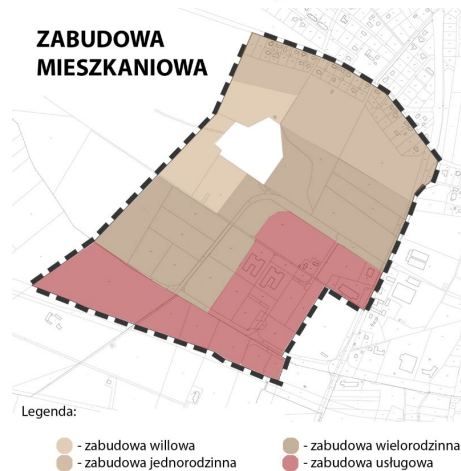 ZABUDOWA
MIESZKANIOWA
Legenda:
- zabudowa willowa
- zabudowa jednorodzinna
- zabudowa wielorodzinna
- zabudowa usługowa